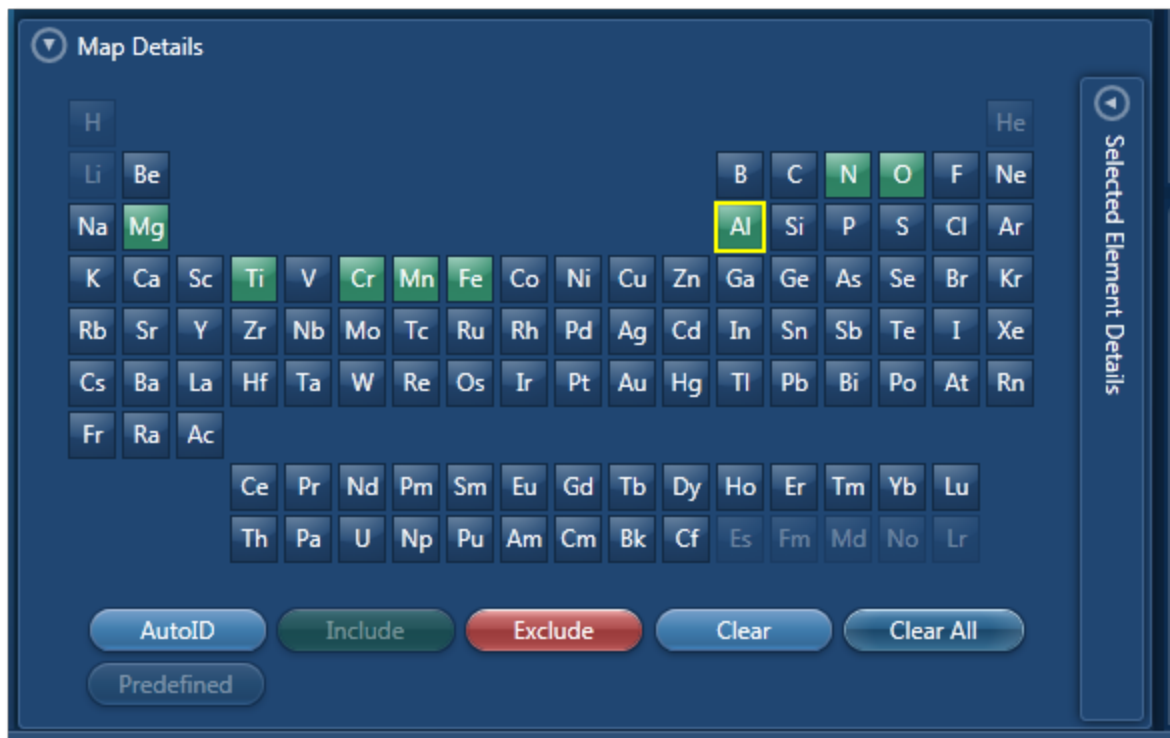 Map Details
H He
Li Be B C N O F Ne
Na Mg Al Si P S Cl Ar
K Ca Sc Ti V Cr Mn Fe Co Ni Cu Zn Ga Ge As Se Br Kr
Rb Sr Y Zr Nb Mo Tc Ru Rh Pd Ag Cd In Sn Sb Te I Xe
Cs Ba La Hf Ta W Re Os Ir Pt Au Hg Tl Pb Bi Po At Rn
Fr Ra Ac
Ce Pr Nd Pm Sm Eu Gd Tb Dy Ho Er Tm Yb Lu
Th Pa U Np Pu Am Cm Bk Cf Es Fm Md No Lr
AutoID Include Exclude Clear Clear All
Predefined
Selected Element Details